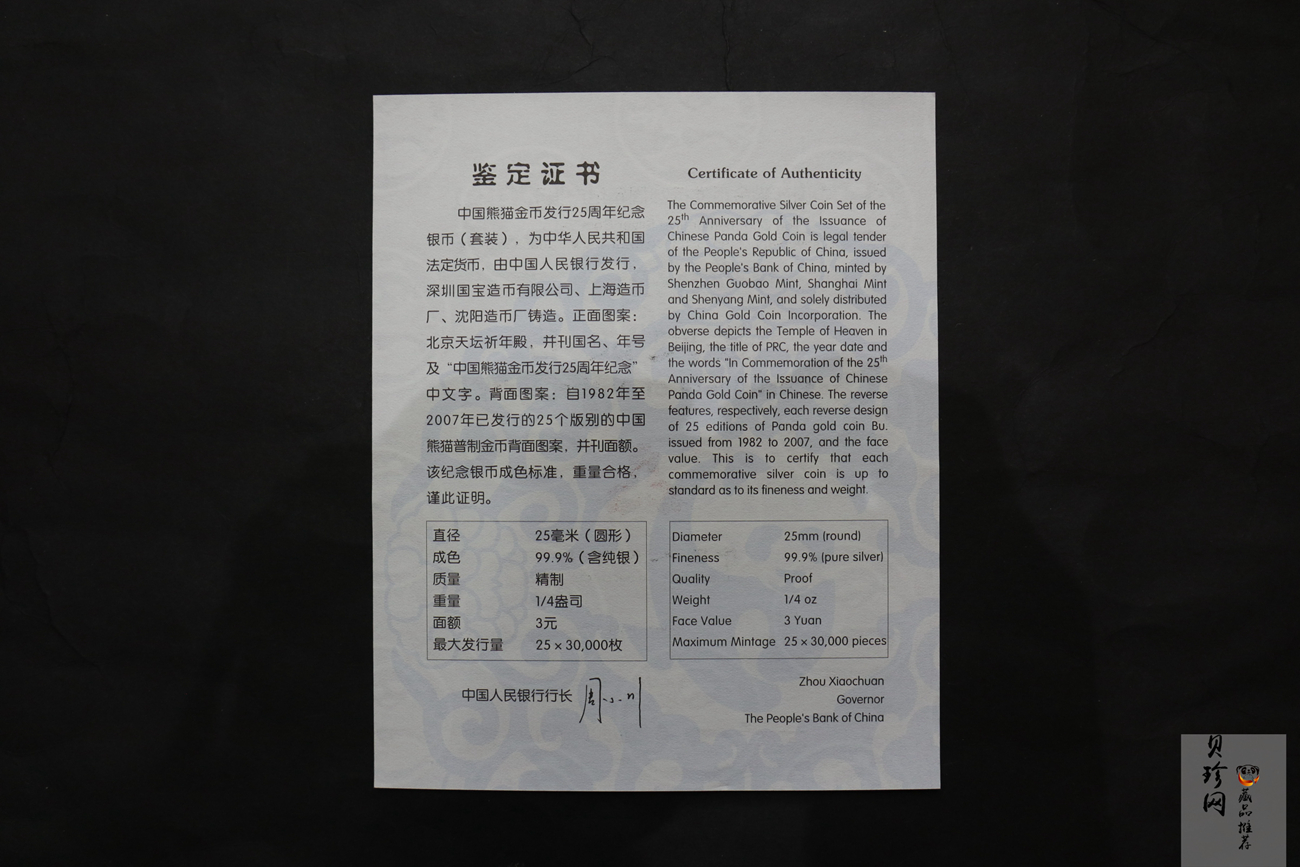 鉴定证书
中国熊猫金币发行25周年纪念
银币（套装），为中华人民共和国
法定货币，由中国人民银行发行，
深圳国宝造币有限公司、上海造币
厂、沈阳造币厂铸造。正面图案：
北京天坛祈年殿，并刊国名、年号
及“中国熊猫金币发行25周年纪念”
中文字。背面图案：自1982年至
2007年已发行的25个版别的中国
熊猫普制金币背面图案，并刊面额。
该纪念银币成色标准，重量合格，
谨此证明。
直径 25毫米（圆形）
成色 99.9%（含纯银）
质量 精制
重量 1/4盎司
面额 3元
最大发行量 25×30,000枚
中国人民银行行长 周小川
Certificate of Authenticity
The Commemorative Silver Coin Set of the
25th Anniversary of the Issuance of
Chinese Panda Gold Coin is legal tender
of the People's Republic of China, issued
by the People's Bank of China, minted by
Shenzhen Guobao Mint, Shanghai Mint
and Shenyang Mint, and solely distributed
by China Gold Coin Incorporation. The
obverse depicts the Temple of Heaven in
Beijing, the title of PRC, the year date and
the words "In Commemoration of the 25th
Anniversary of the Issuance of Chinese
Panda Gold Coin" in Chinese. The reverse
features, respectively, each reverse design
of 25 editions of Panda gold coin Bu.
issued from 1982 to 2007, and the face
value. This is to certify that each
commemorative silver coin is up to
standard as to its fineness and weight.
Diameter 25mm (round)
Fineness 99.9% (pure silver)
Quality Proof
Weight 1/4 oz
Face Value 3 Yuan
Maximum Mintage 25×30,000 pieces
Zhou Xiaochuan
Governor
The People's Bank of China
贝珍网
藏品推荐